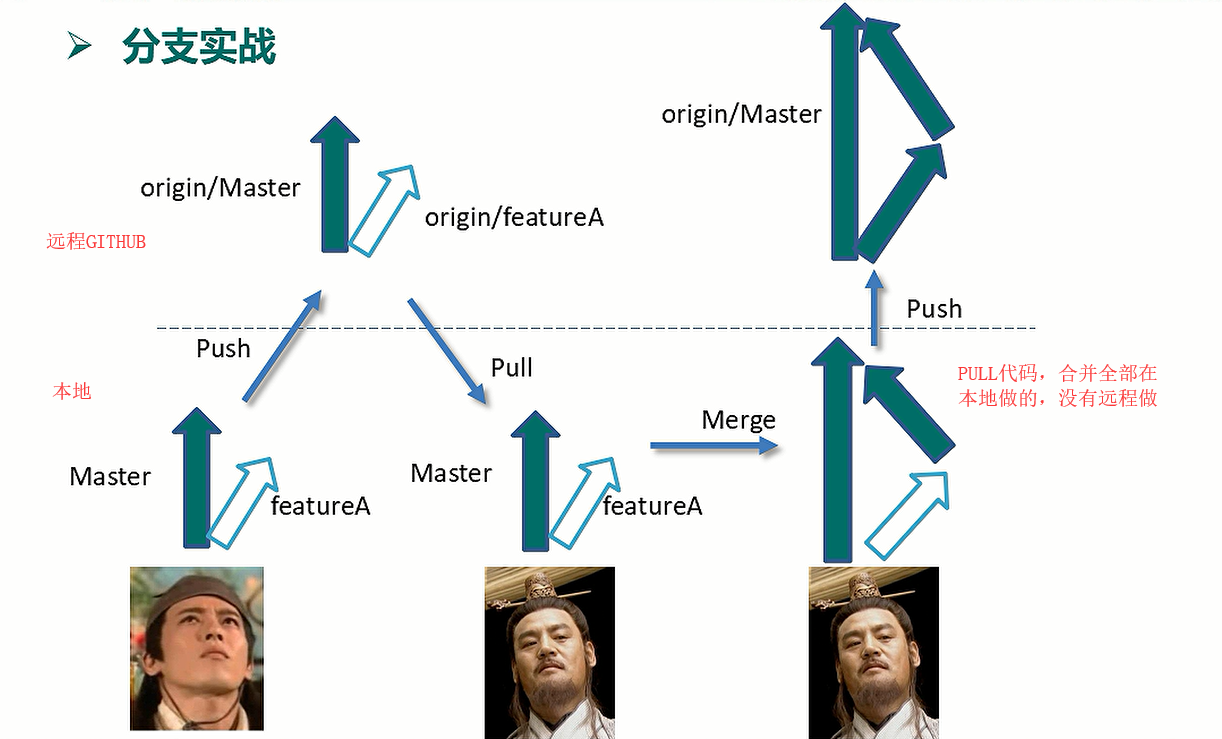 分支实战
origin/Master
origin/Master
origin/featureA
远程GITHUB
Push
Push
Pull
本地
PULL代码，合并全部在
本地做的，没有远程做
Merge
Master
Master
featureA
featureA